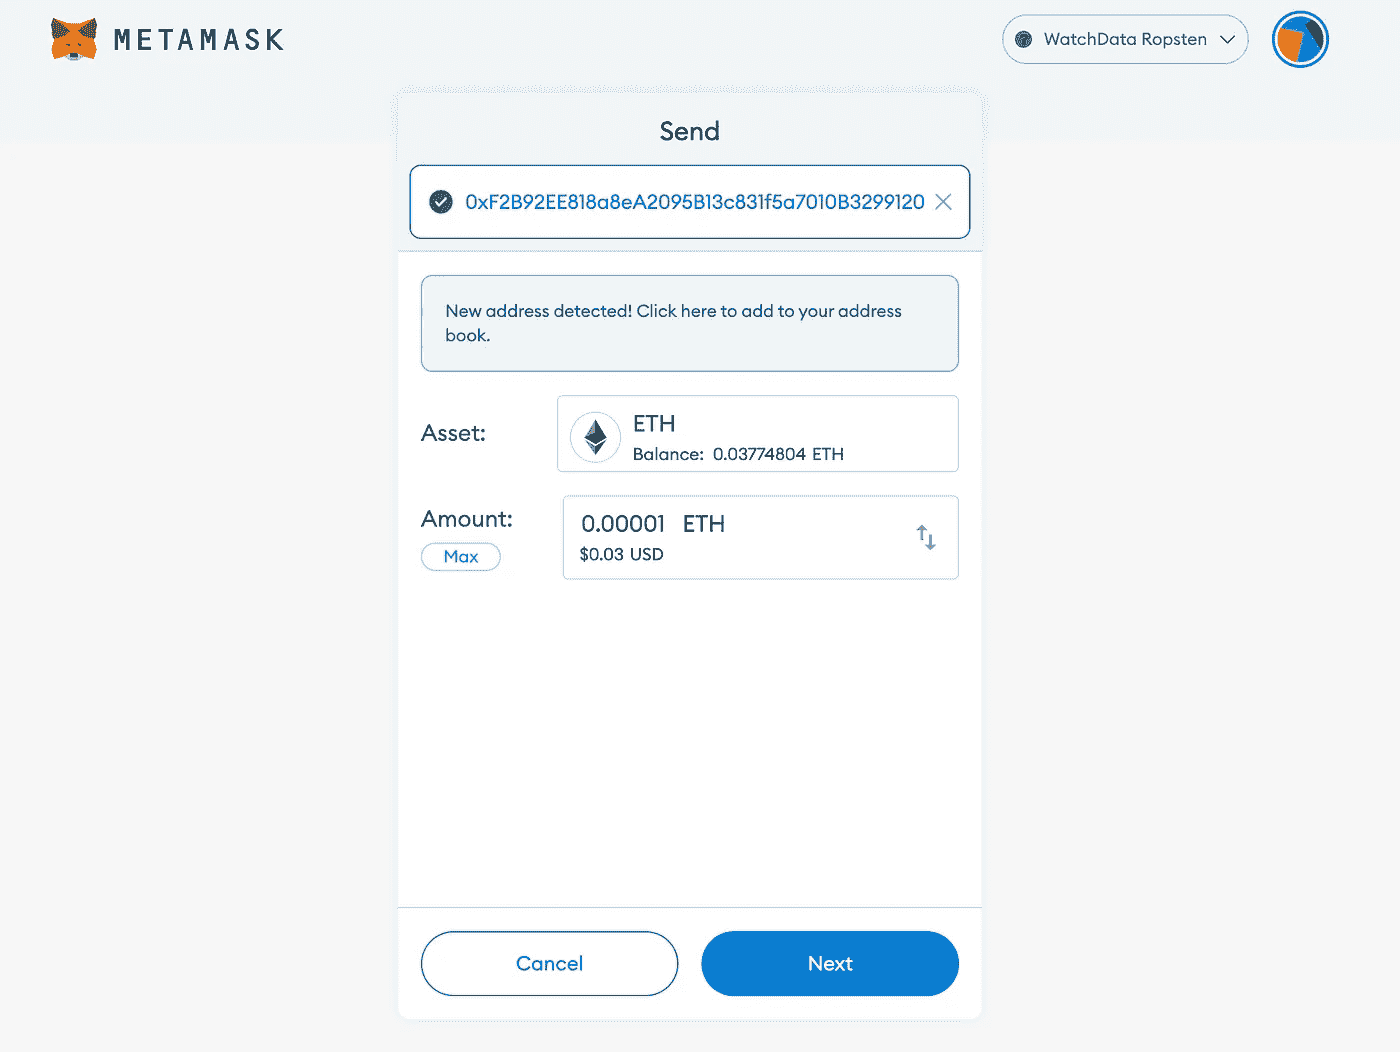 METAMASK
WatchData Ropsten
Send
0xF2B92EE818a8eA2095B13c831f5a7010B3299120
New address detected! Click here to add to your address
book.
Asset:
ETH
Balance: 0.03774804 ETH
Amount:
Max
0.00001 ETH
$0.03 USD
Cancel
Next